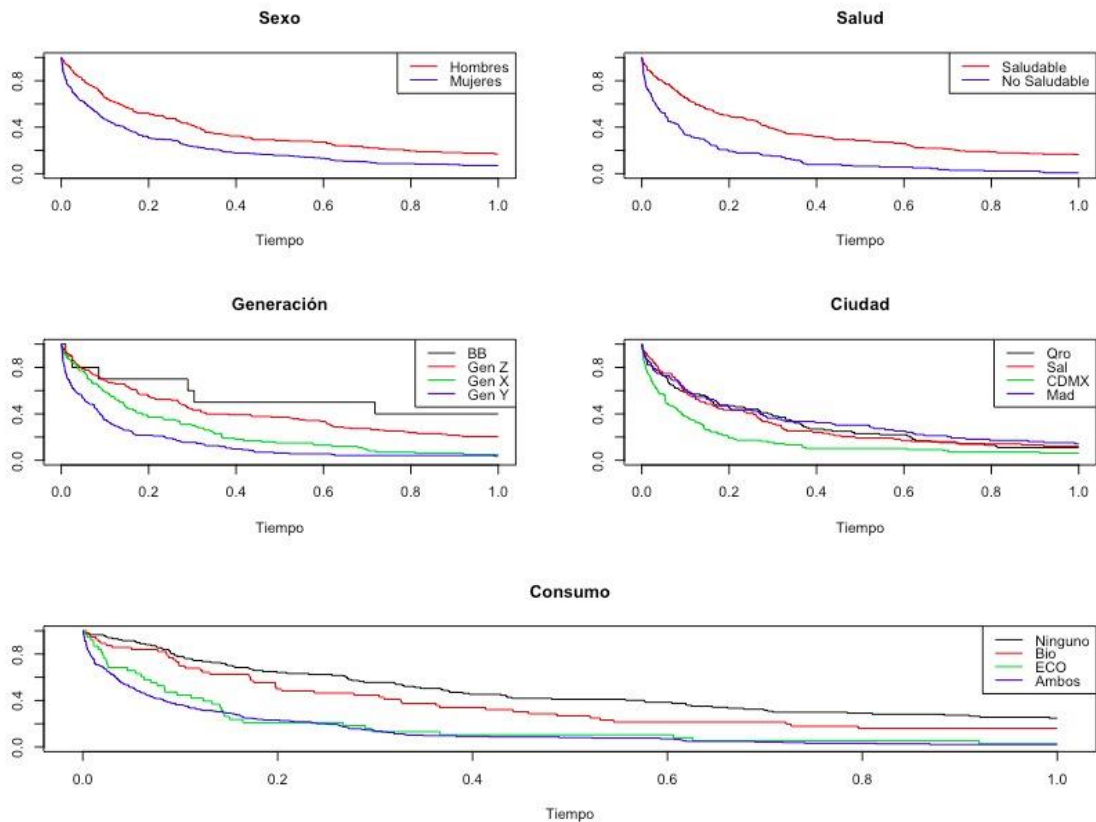 Sexo
Hombres
Mujeres
0.0 0.4 0.8
0.0 0.2 0.4 0.6 0.8 1.0
Tiempo
Salud
Saludable
No Saludable
0.0 0.4 0.8
0.0 0.2 0.4 0.6 0.8 1.0
Tiempo
Generación
BB
Gen Z
Gen X
Gen Y
0.0 0.4 0.8
0.0 0.2 0.4 0.6 0.8 1.0
Tiempo
Ciudad
Qro
Sal
CDMX
Mad
0.0 0.4 0.8
0.0 0.2 0.4 0.6 0.8 1.0
Tiempo
Consumo
Ninguno
Bio
ECO
Ambos
0.0 0.4 0.8
0.0 0.2 0.4 0.6 0.8 1.0
Tiempo